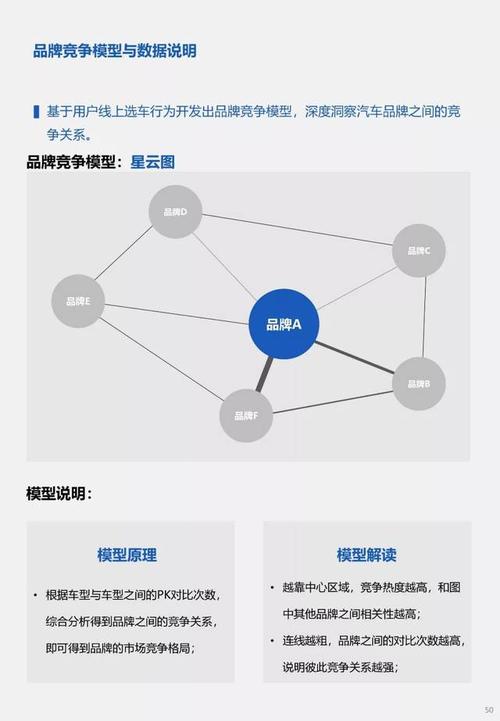 品牌竞争模型与数据说明
基于用户线上选车行为开发出品牌竞争模型，深度洞察汽车品牌之间的竞
争关系。
品牌竞争模型：星云图
品牌D
品牌C
品牌E
品牌A
品牌B
品牌F
模型说明：
模型原理
• 根据车型与车型之间的PK对比次数，
综合分析得到品牌之间的竞争关系，
即可得到品牌的市场竞争格局；
模型解读
• 越靠中心区域，竞争热度越高，和图
中其他品牌之间相关性越高；
• 连线越粗，品牌之间的对比次数越高，
说明彼此竞争关系越强；
50